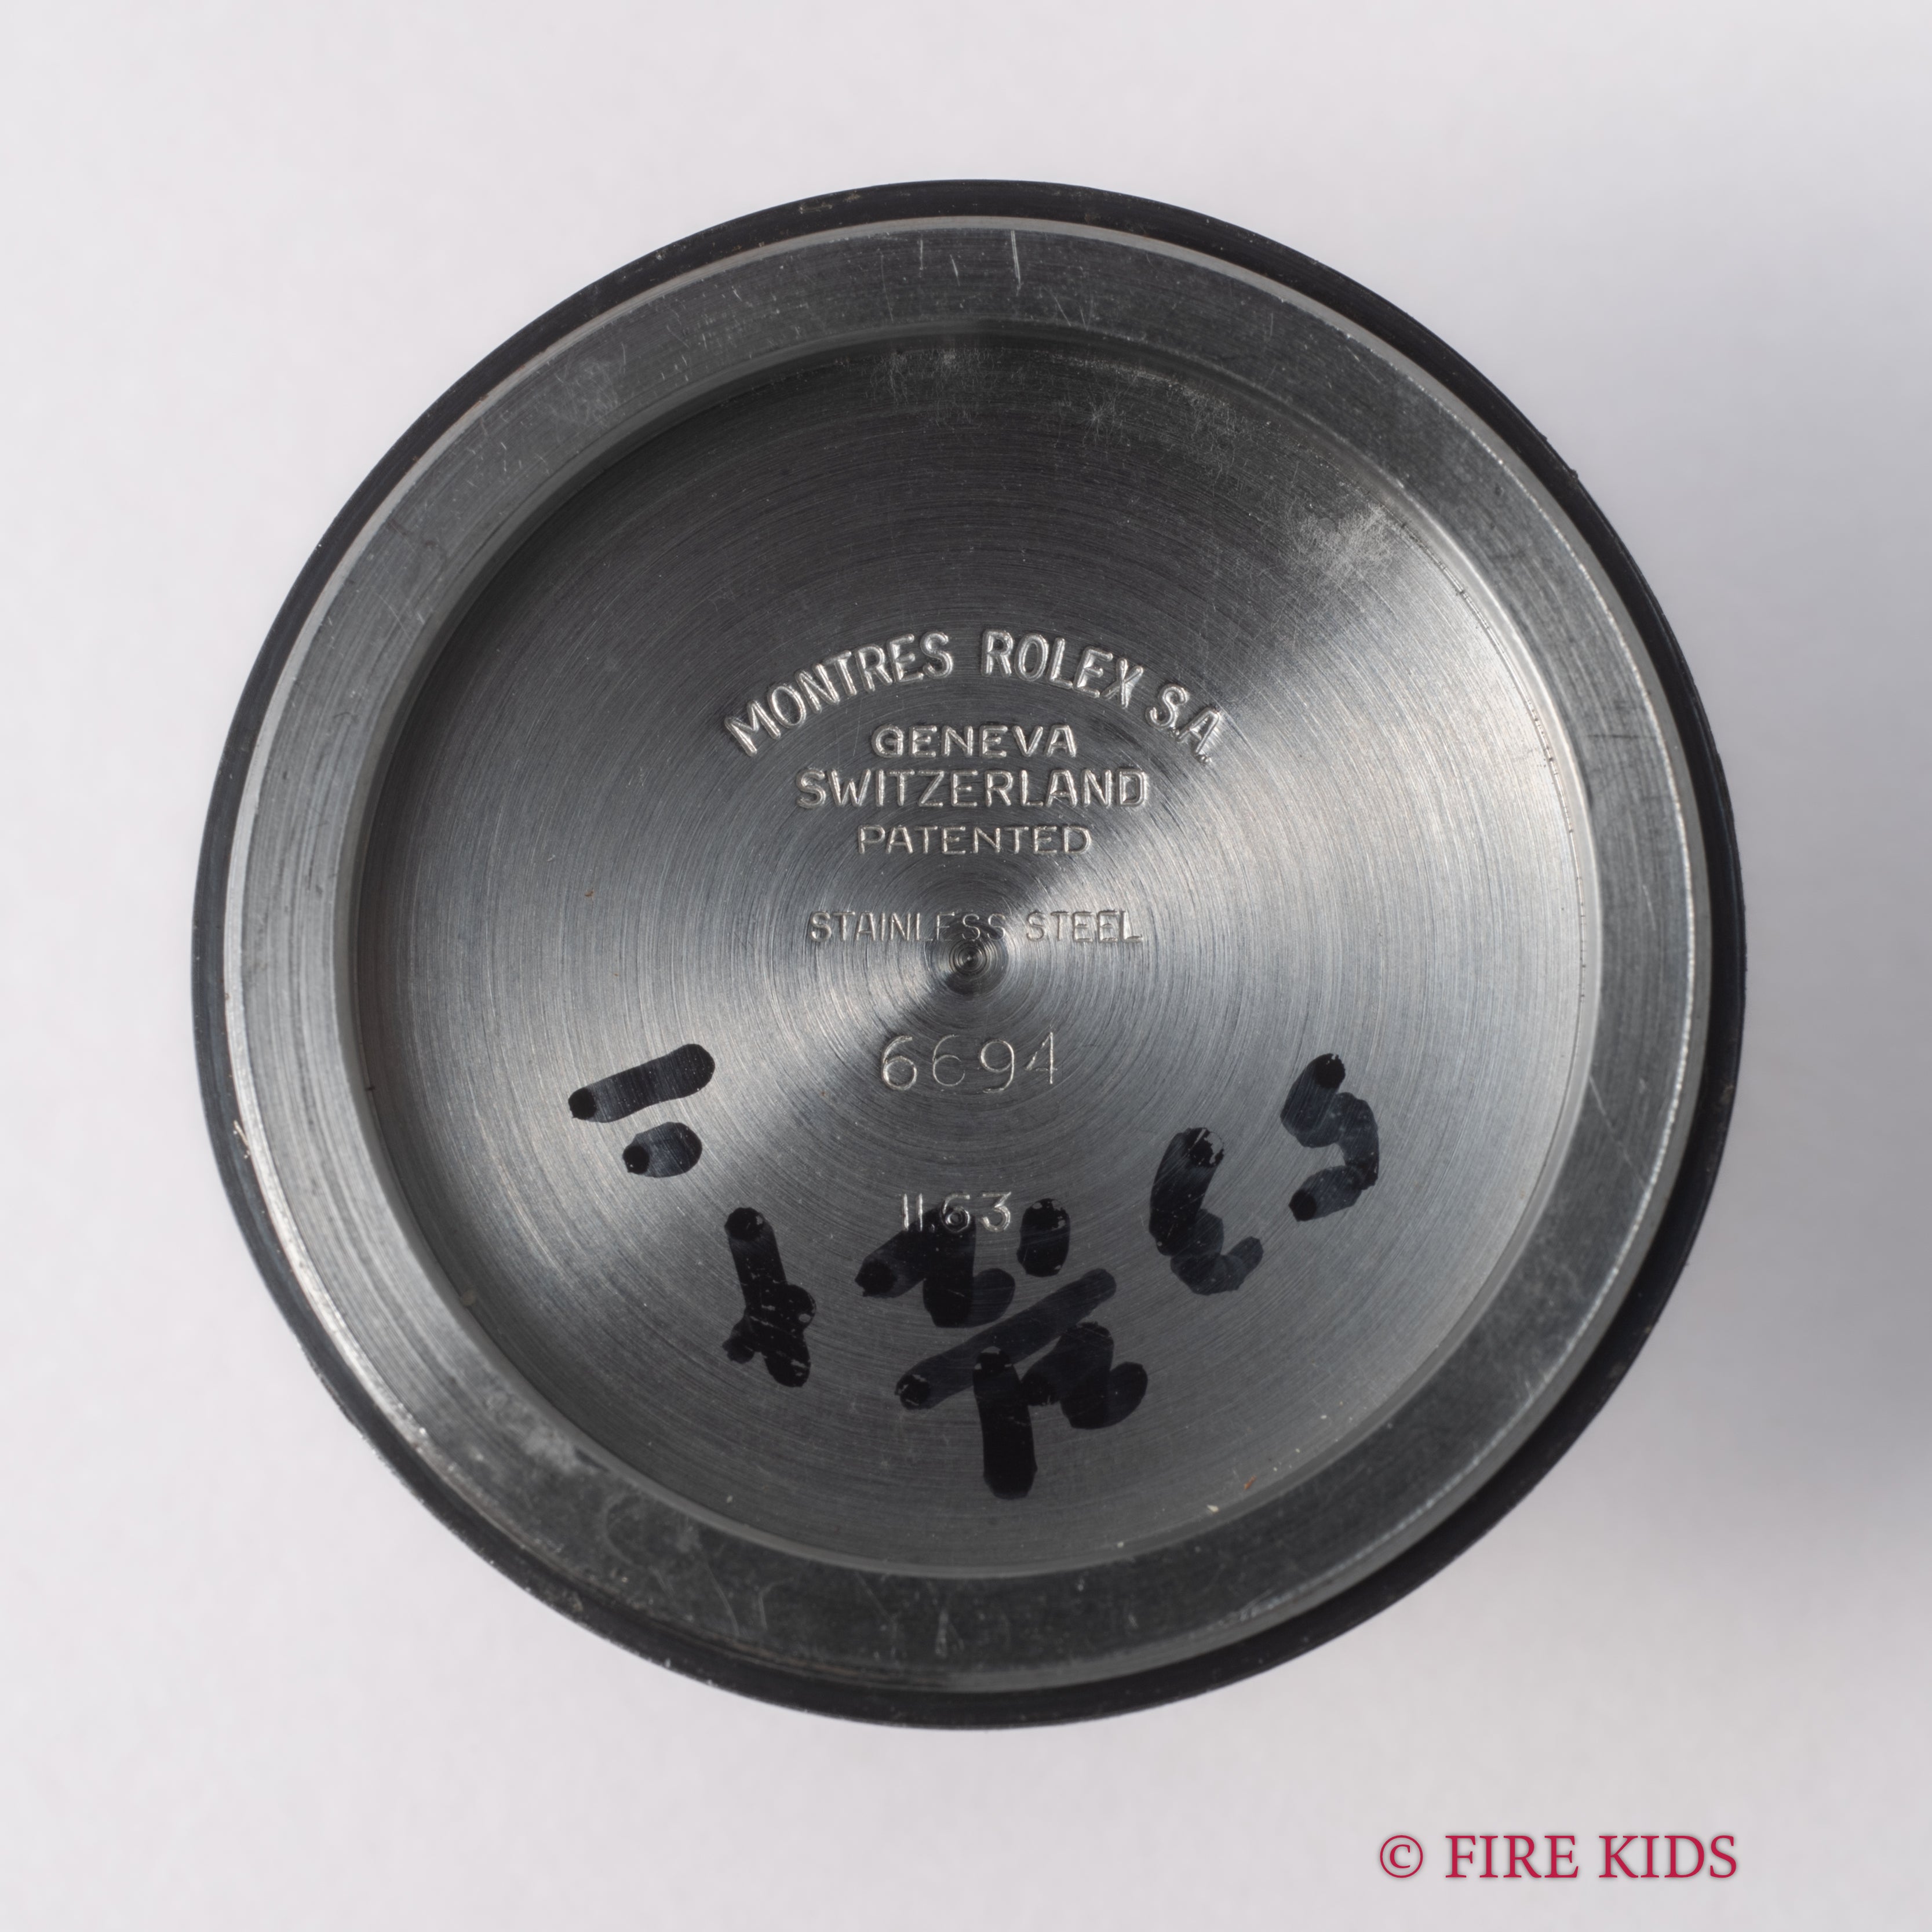 MONTRES ROLEX S.A.
GENEVA
SWITZERLAND
PATENTED
STAINLESS STEEL
6694
II.63
© FIRE KIDS